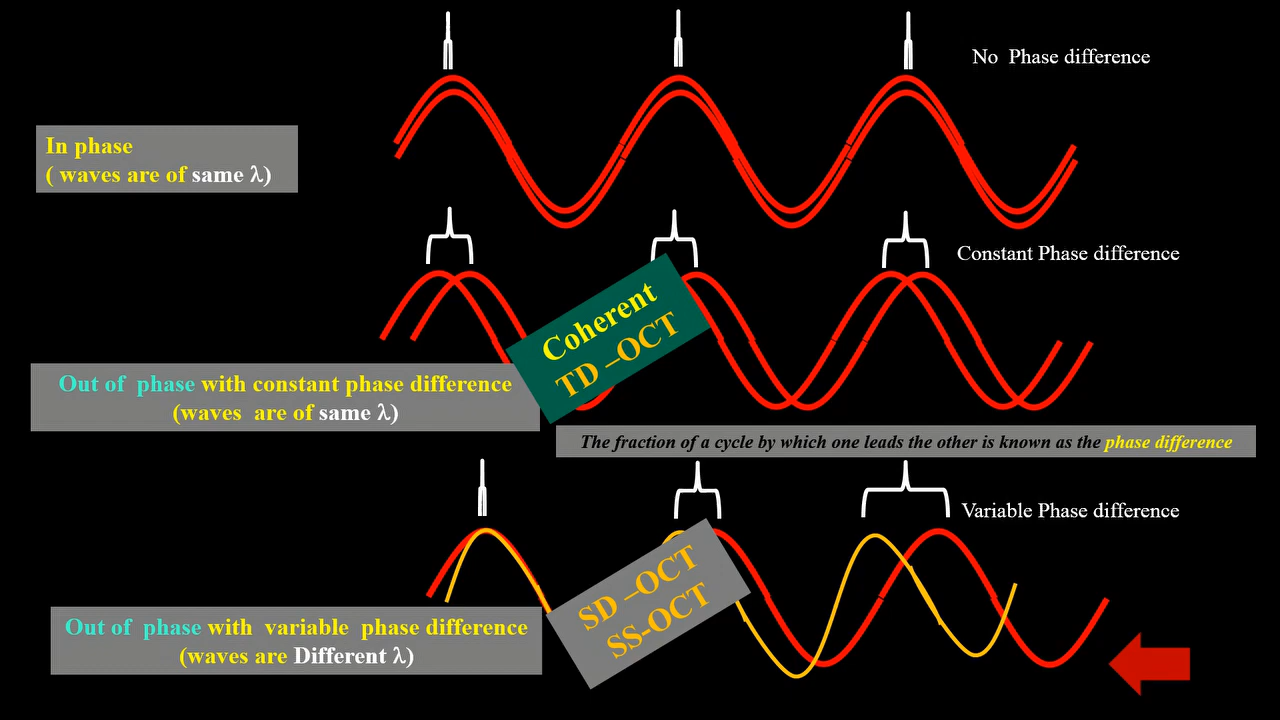 No Phase difference
In phase
( waves are of same λ)
Constant Phase difference
Coherent
TD –OCT
Out of phase with constant phase difference
(waves are of same λ)
The fraction of a cycle by which one leads the other is known as the phase difference
Variable Phase difference
SD –OCT
SS-OCT
Out of phase with variable phase difference
(waves are Different λ)